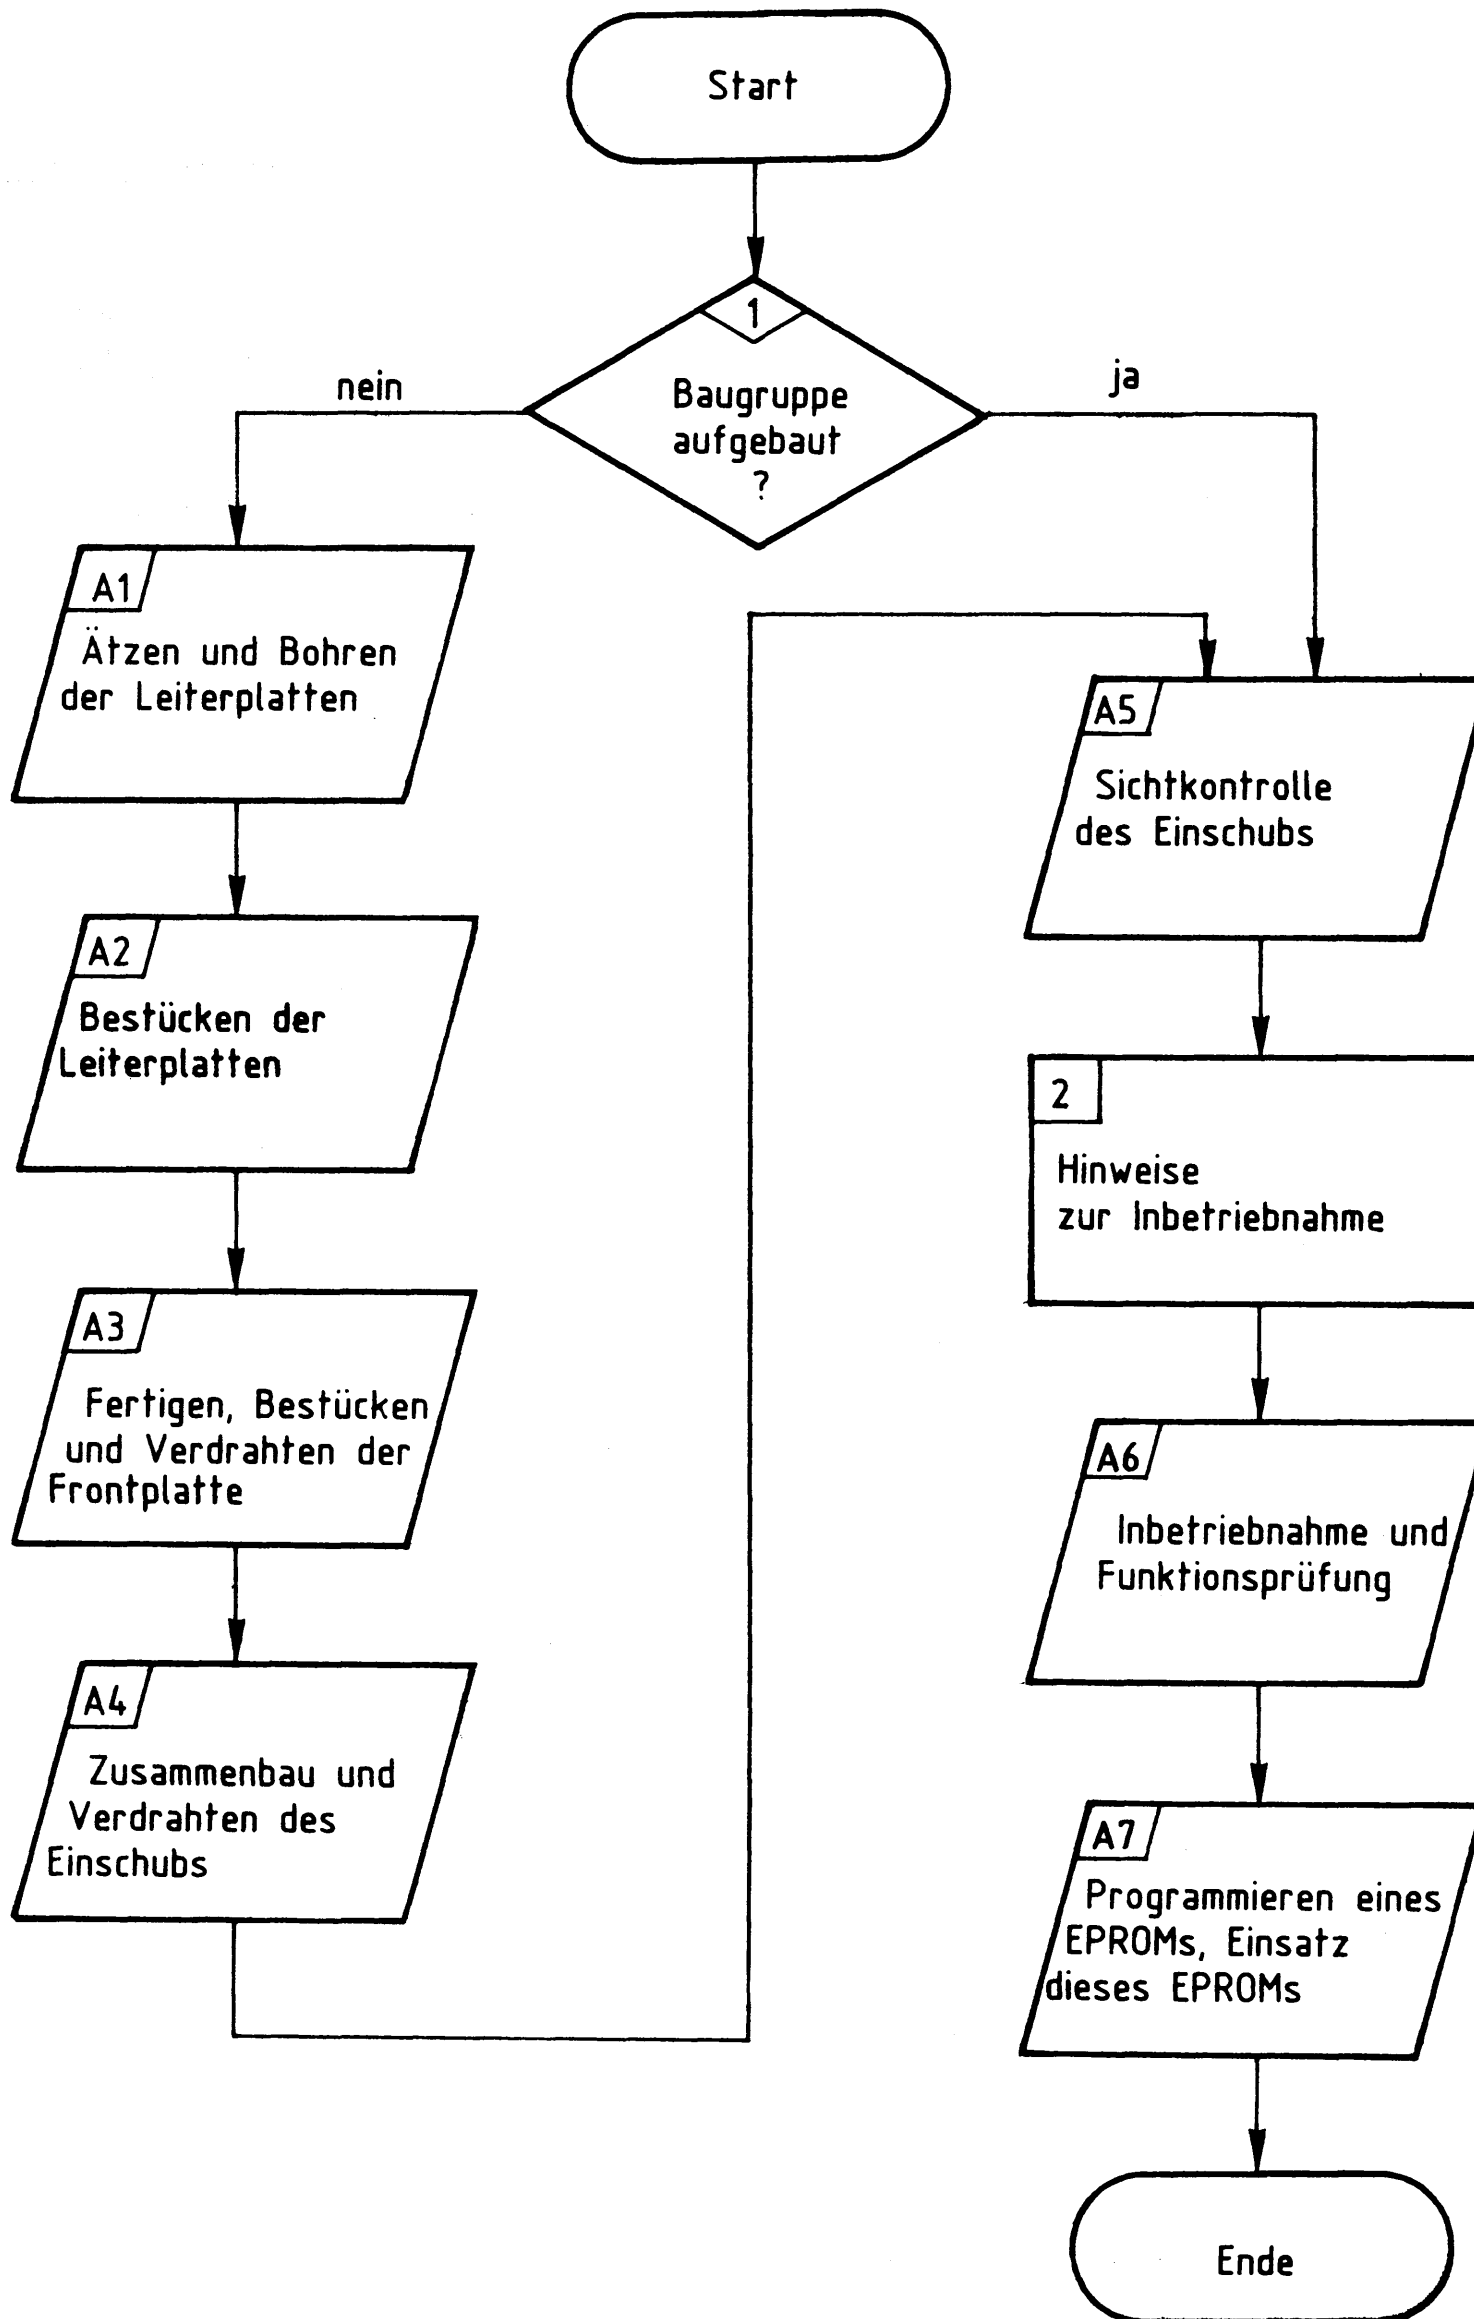 Start
1
Baugruppe
aufgebaut
?
nein
ja
A1
Ätzen und Bohren
der Leiterplatten
A2
Bestücken der
Leiterplatten
A3
Fertigen, Bestücken
und Verdrahten der
Frontplatte
A4
Zusammenbau und
Verdrahten des
Einschubs
A5
Sichtkontrolle
des Einschubs
2
Hinweise
zur Inbetriebnahme
A6
Inbetriebnahme und
Funktionsprüfung
A7
Programmieren eines
EPROMs, Einsatz
dieses EPROMs
Ende